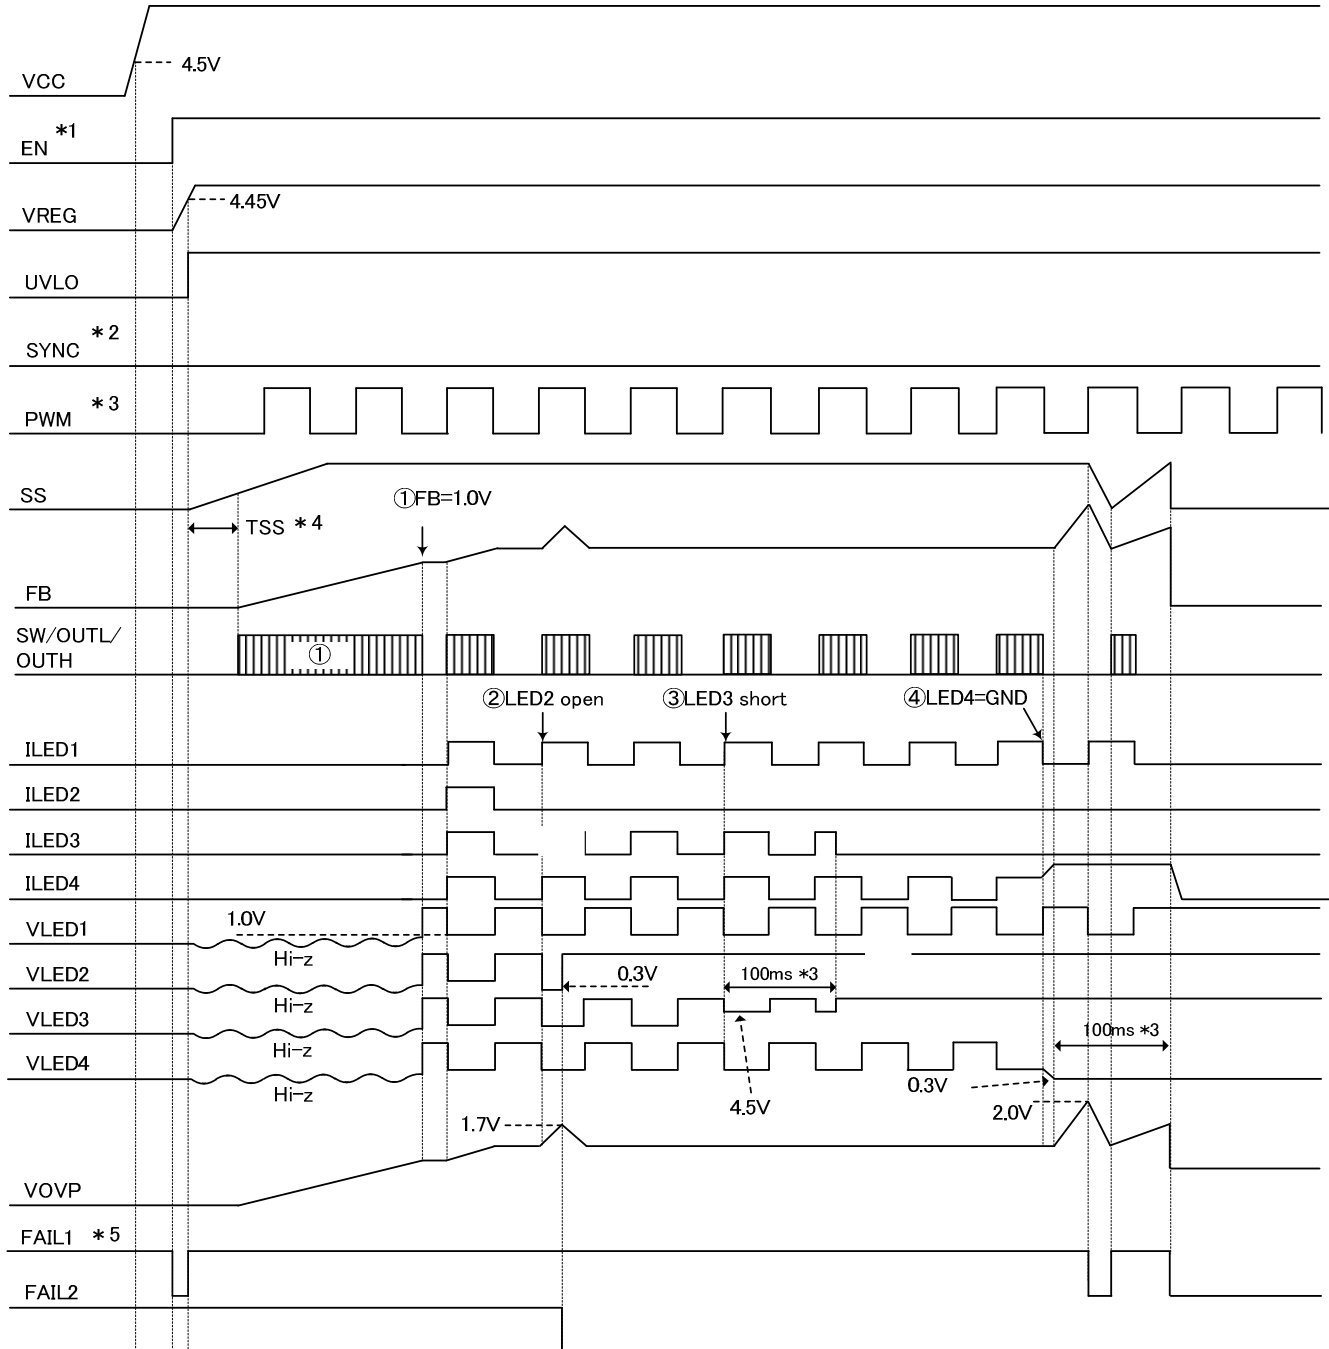 VCC
4.5V
EN *1
VREG
4.45V
UVLO
SYNC *2
PWM *3
SS
①FB=1.0V
TSS *4
FB
SW/OUTL/
OUTH
①
②LED2 open
③LED3 short
④LED4=GND
ILED1
ILED2
ILED3
ILED4
1.0V
VLED1
Hi-z
VLED2
0.3V
100ms *3
Hi-z
VLED3
Hi-z
100ms *3
VLED4
0.3V
Hi-z
4.5V
2.0V
1.7V
VOVP
FAIL1 *5
FAIL2